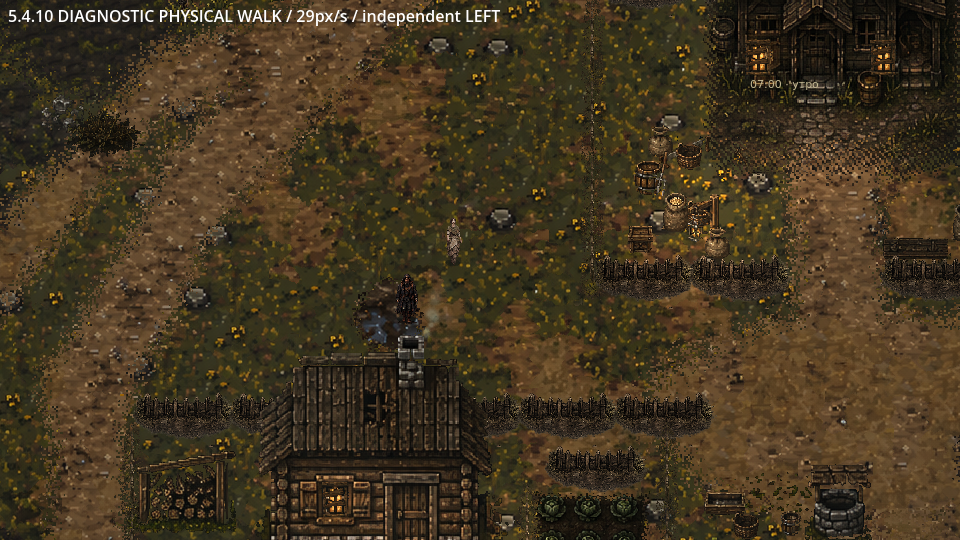 5.4.10 DIAGNOSTIC PHYSICAL WALK / 29px/s / independent LEFT
07:00 утро